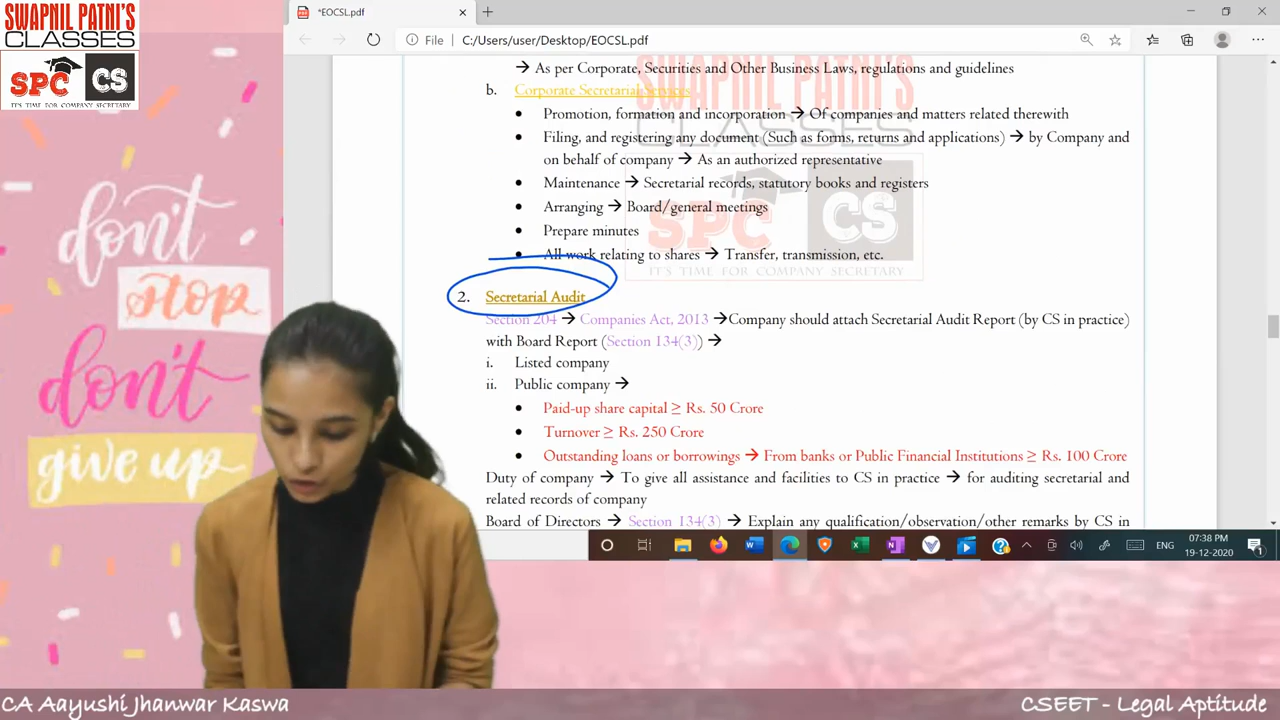 SWAPNIL PATNI'S
CLASSES
SPC CS
IT'S TIME FOR COMPANY SECRETARY
*EOCSL.pdf
File C:/Users/user/Desktop/EOCSL.pdf
→ As per Corporate, Securities and Other Business Laws, regulations and guidelines
b. Corporate Secretarial Services
• Promotion, formation and incorporation → Of companies and matters related therewith
• Filing, and registering any document (Such as forms, returns and applications) → by Company and
on behalf of company → As an authorized representative
• Maintenance → Secretarial records, statutory books and registers
• Arranging → Board/general meetings
• Prepare minutes
• All work relating to shares → Transfer, transmission, etc.
SWAPNIL PATNI'S
CLASSES
SPC CS
IT'S TIME FOR COMPANY SECRETARY
2. Secretarial Audit
Section 204 → Companies Act, 2013 →Company should attach Secretarial Audit Report (by CS in practice)
with Board Report (Section 134(3)) →
i. Listed company
ii. Public company →
• Paid-up share capital ≥ Rs. 50 Crore
• Turnover ≥ Rs. 250 Crore
• Outstanding loans or borrowings → From banks or Public Financial Institutions ≥ Rs. 100 Crore
Duty of company → To give all assistance and facilities to CS in practice → for auditing secretarial and
related records of company
Board of Directors → Section 134(3) → Explain any qualification/observation/other remarks by CS in
ENG
07:38 PM
19-12-2020
don't
stop
don't
give up
CA Aayushi Jhanwar Kaswa
CSEET - Legal Aptitude